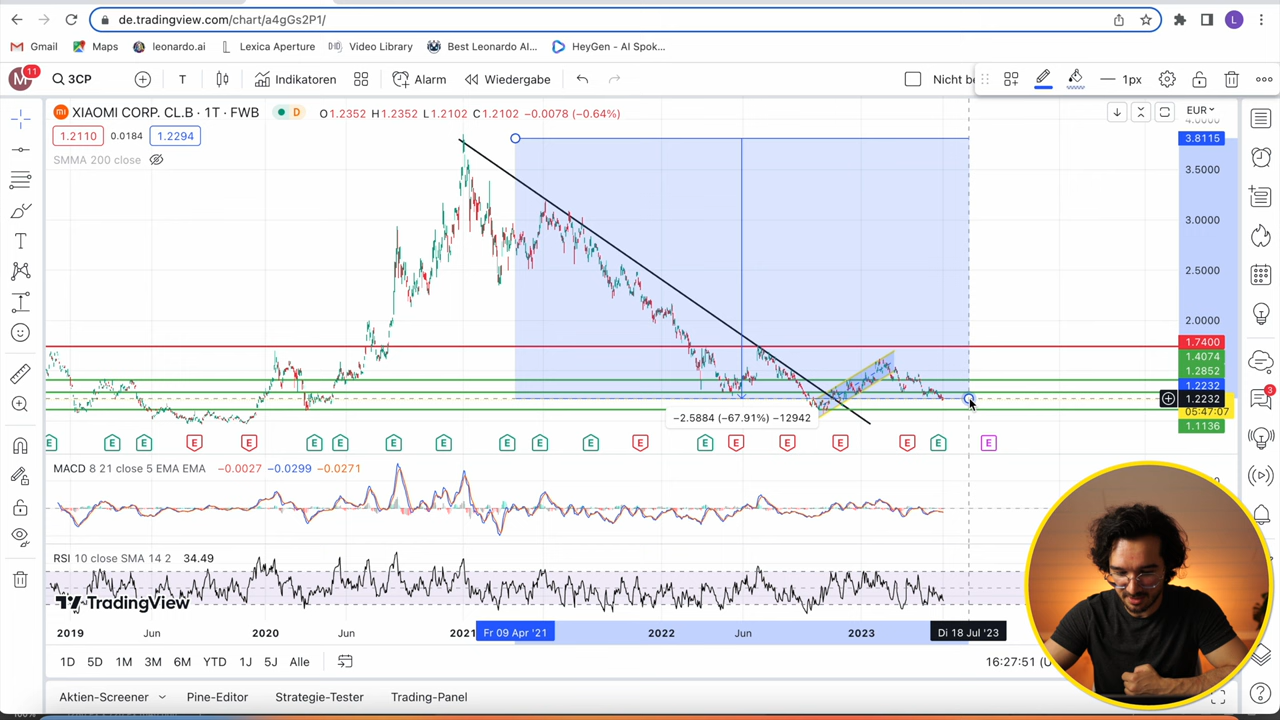 de.tradingview.com/chart/a4gGs2P1/
L
Gmail Maps leonardo.ai Lexica Aperture Video Library Best Leonardo AI... HeyGen - AI Spok...
11
M 3CP T Indikatoren Alarm Wiedergabe Nicht be 1px
XIAOMI CORP. CL.B · 1T · FWB D O1.2352 H1.2352 L1.2102 C1.2102 −0.0078 (−0.64%) EUR
1.2110 0.0184 1.2294
SMMA 200 close
3.8115
3.5000
3.0000
2.5000
2.0000
1.7400
1.4074
1.2852
1.2232
1.2232
05:47:07
1.1136
−2.5884 (−67.91%) −12942
E E E E E E E E E E E E E E E E E E E
3
MACD 8 21 close 5 EMA EMA −0.0027 −0.0299 −0.0271
RSI 10 close SMA 14 2 34.49
TradingView
2019 Jun 2020 Jun 2021 Fr 09 Apr '21 2022 Jun 2023 Di 18 Jul '23
1D 5D 1M 3M 6M YTD 1J 5J Alle 16:27:51 (U
Aktien-Screener Pine-Editor Strategie-Tester Trading-Panel